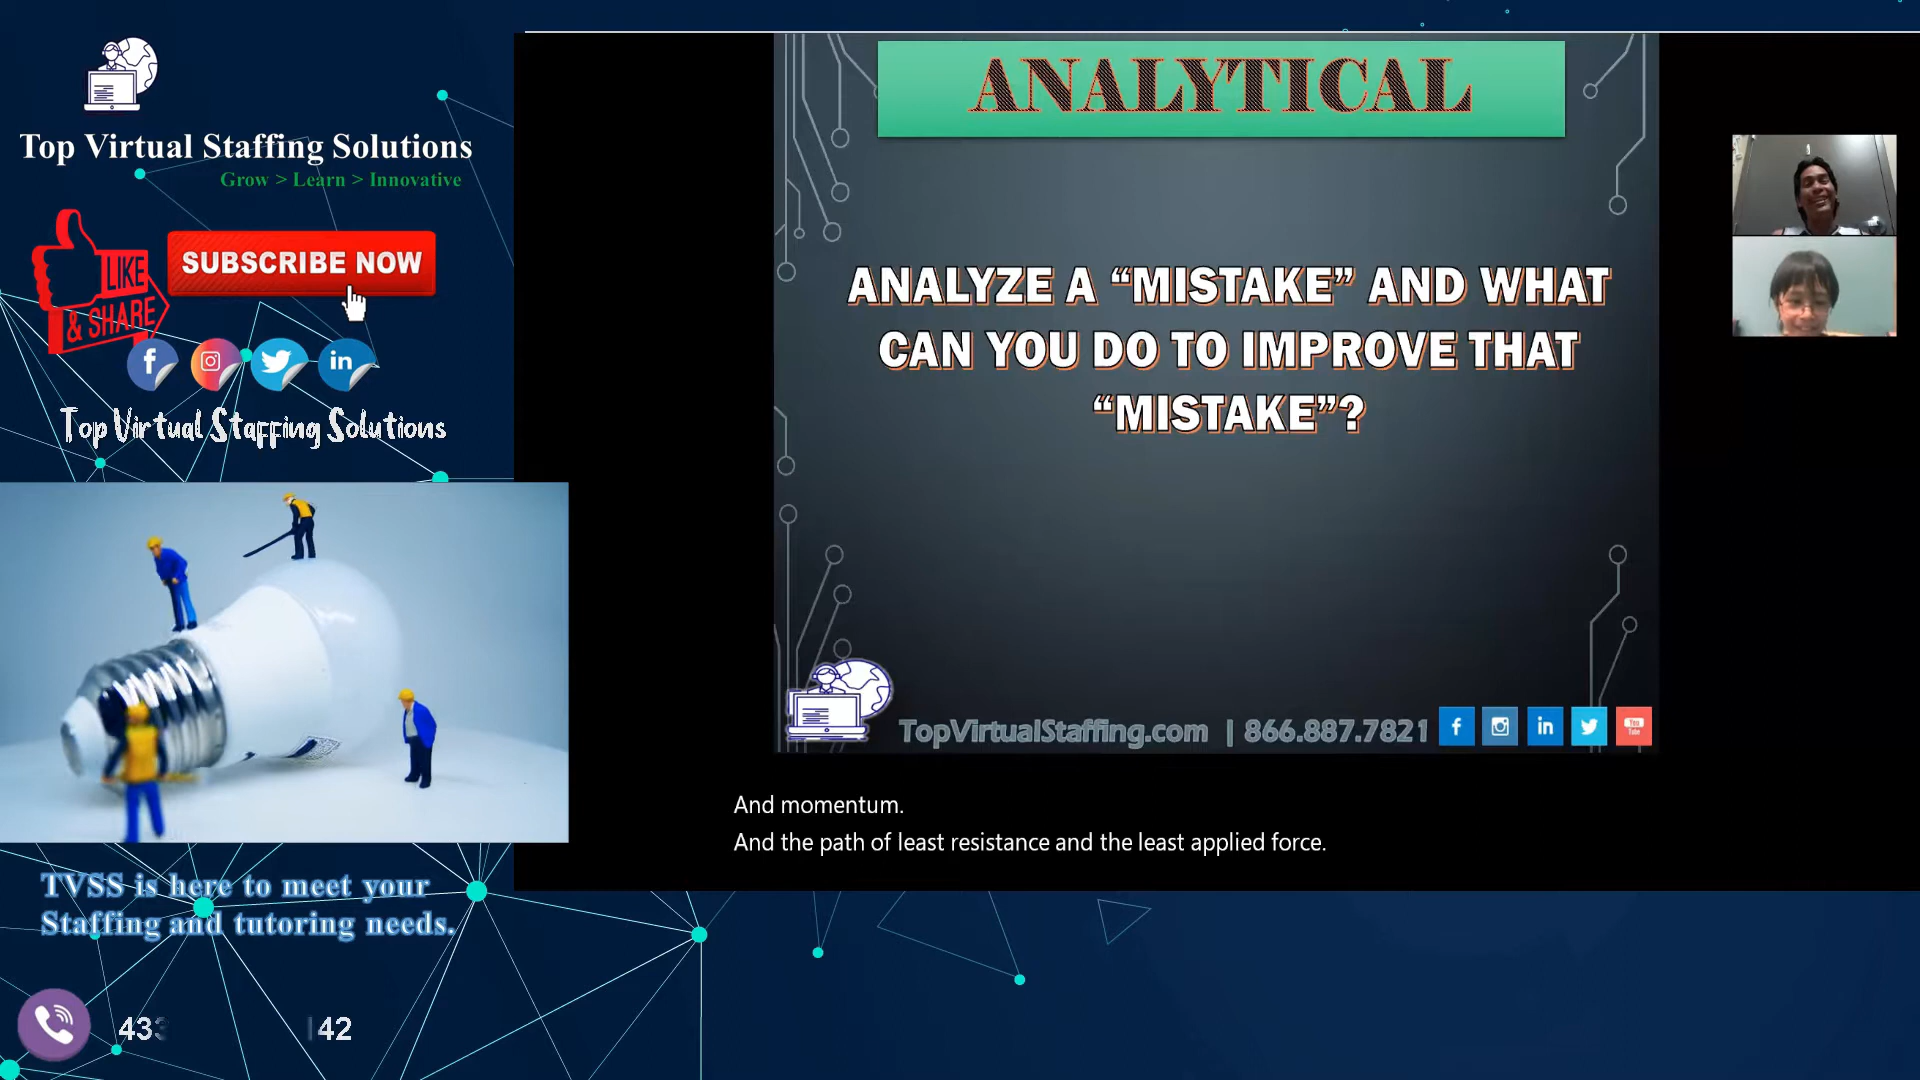 Top Virtual Staffing Solutions
Grow > Learn > Innovative
LIKE
& SHARE
SUBSCRIBE NOW
Top Virtual Staffing Solutions
TVSS is here to meet your
Staffing and tutoring needs.
42
ANALYTICAL
ANALYZE A “MISTAKE” AND WHAT
CAN YOU DO TO IMPROVE THAT
“MISTAKE”?
TopVirtualStaffing.com | 866.887.7821
You
Tube
And momentum.
And the path of least resistance and the least applied force.